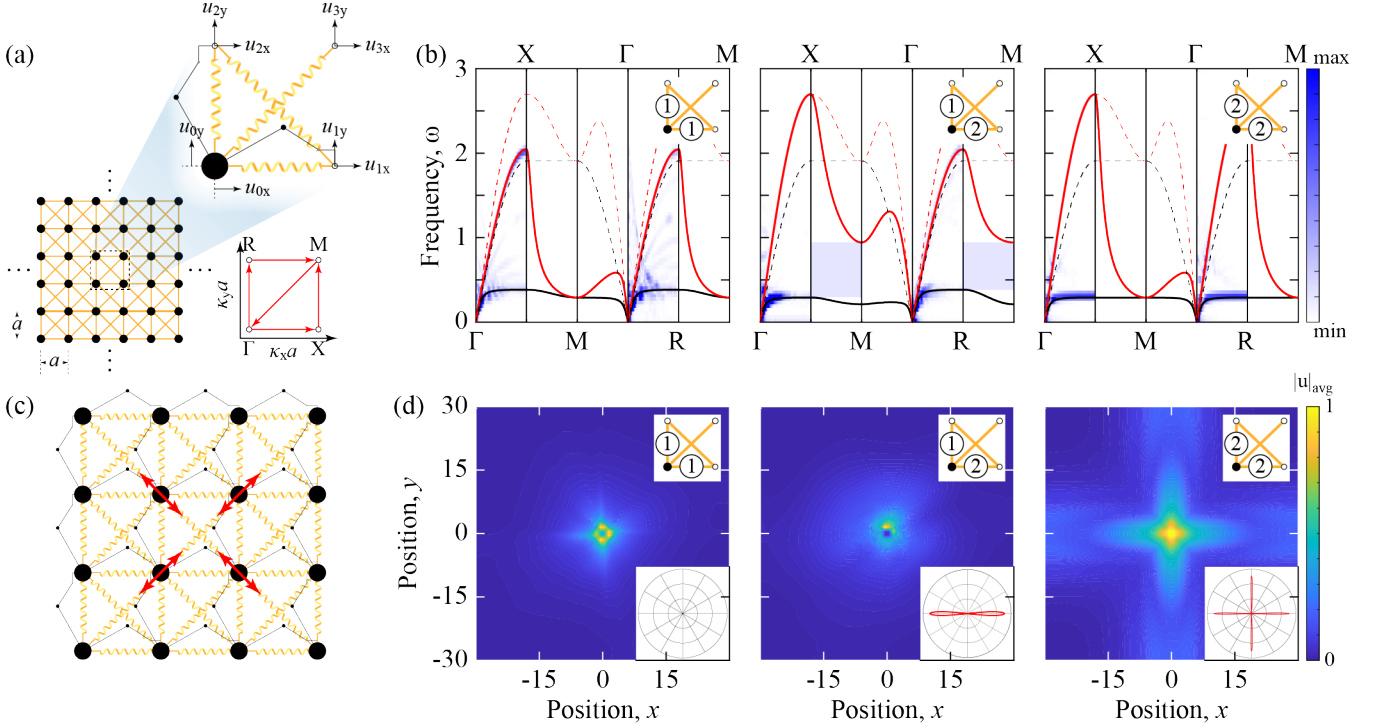 (a)
u2y
u3y
u2x
u3x
u0y
u1y
u1x
u0x
a
a
R
M
κya
Γ
κxa
X
(b)
X
Γ
M
X
Γ
M
X
Γ
M
Frequency, ω
3
2
1
0
1
1
1
2
2
2
max
min
Γ
M
R
Γ
M
R
Γ
M
R
(c)
(d)
|u|avg
1
0
Position, y
30
15
0
-15
-30
1
1
1
2
2
2
-15
0
15
-15
0
15
-15
0
15
Position, x
Position, x
Position, x